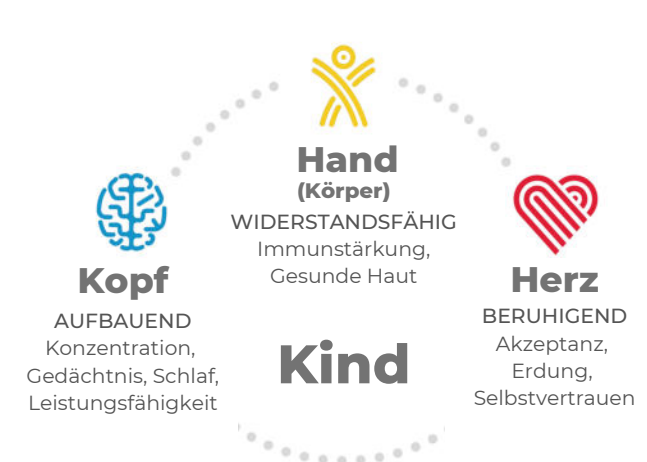 Hand
(Körper)
WIDERSTANDSFÄHIG
Immunstärkung,
Gesunde Haut
Kopf
AUFBAUEND
Konzentration,
Gedächtnis, Schlaf,
Leistungsfähigkeit
Kind
Herz
BERUHIGEND
Akzeptanz,
Erdung,
Selbstvertrauen